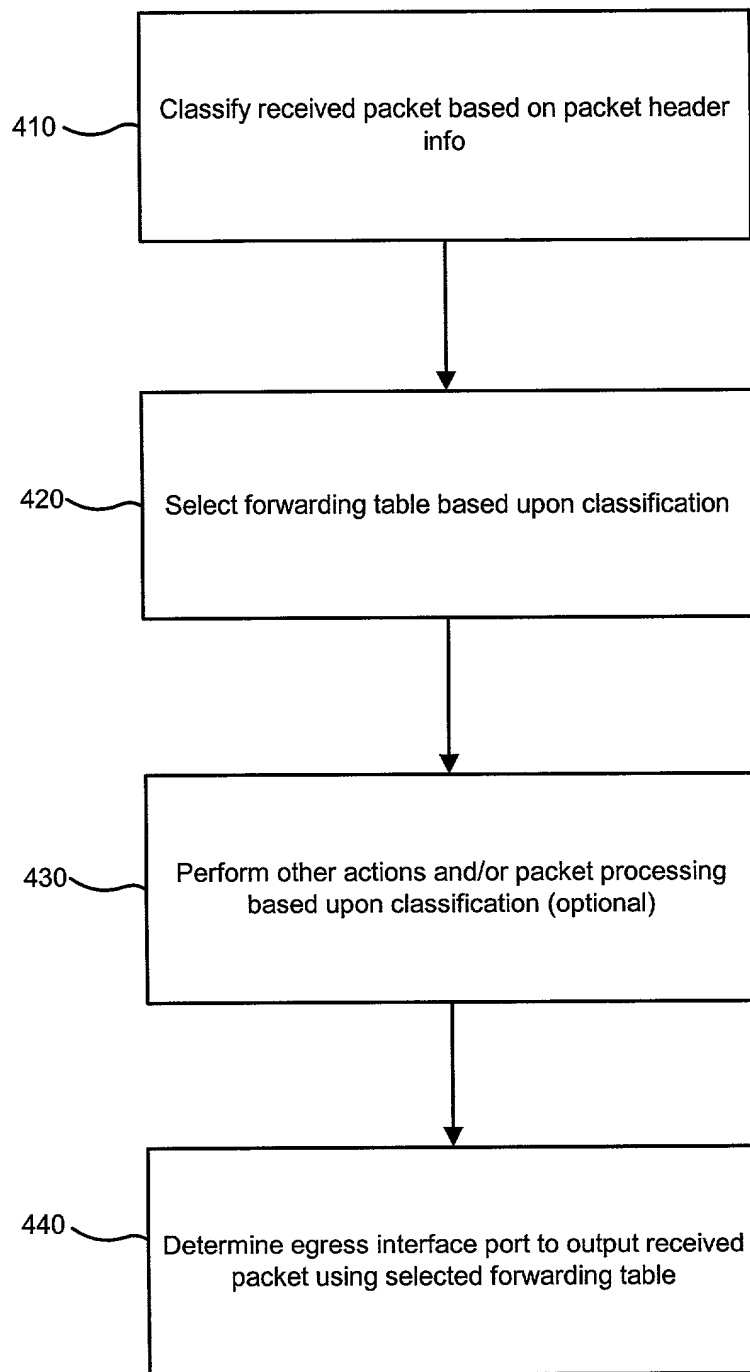 410
Classify received packet based on packet header
info
420
Select forwarding table based upon classification
430
Perform other actions and/or packet processing
based upon classification (optional)
440
Determine egress interface port to output received
packet using selected forwarding table